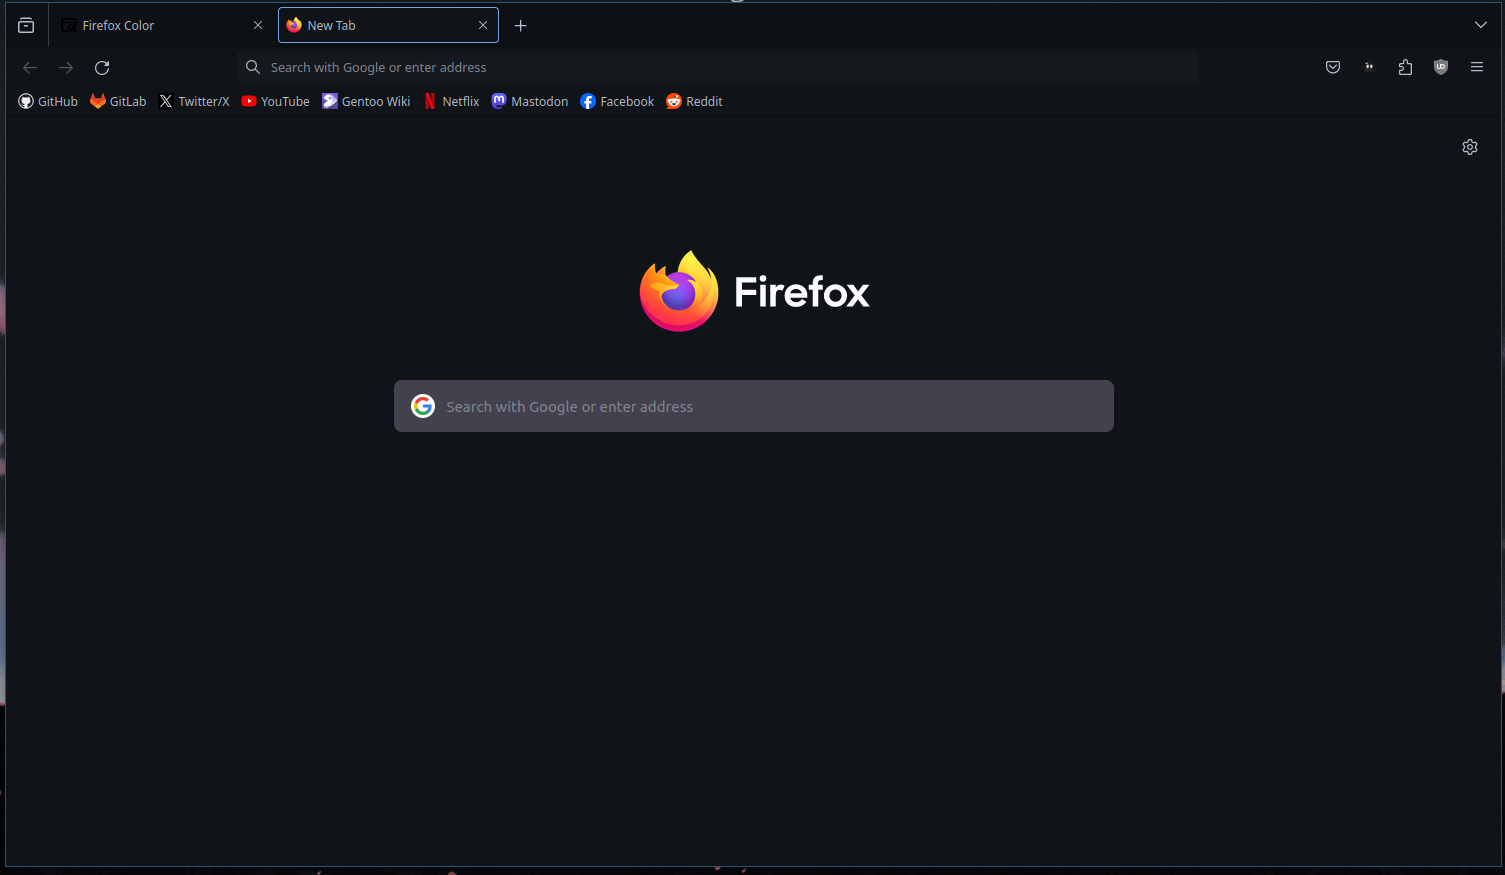 Firefox Color New Tab
Search with Google or enter address
GitHub GitLab Twitter/X YouTube Gentoo Wiki Netflix Mastodon Facebook Reddit
Firefox
Search with Google or enter address